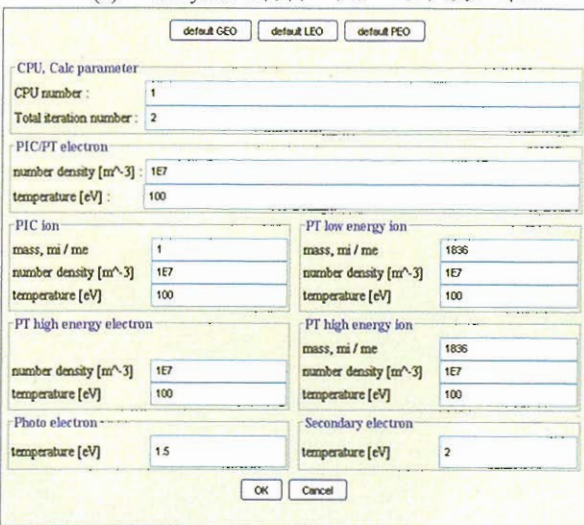 default GEO default LEO default PEO
CPU, Calc parameter
CPU number : 1
Total iteration number : 2
PIC/PT electron
number density [m^-3] : 1E7
temperature [eV] : 100
PIC ion
mass, mi / me 1
number density [m^-3] 1E7
temperature [eV] 100
PT low energy ion
mass, mi / me 1836
number density [m^-3] 1E7
temperature [eV] 100
PT high energy electron
number density [m^-3] 1E7
temperature [eV] 100
PT high energy ion
mass, mi / me 1836
number density [m^-3] 1E7
temperature [eV] 100
Photo electron
temperature [eV] 1.5
Secondary electron
temperature [eV] 2
OK Cancel